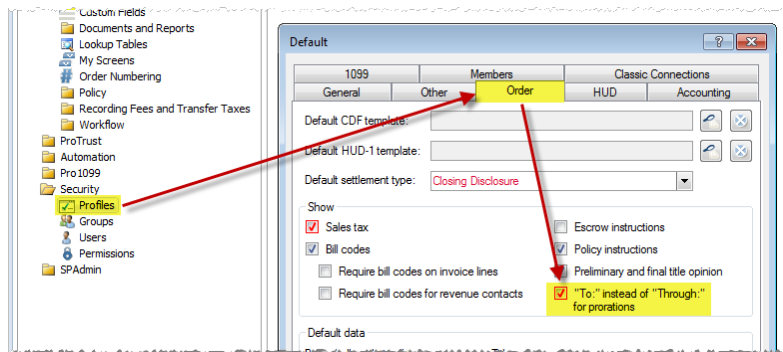 Custom Fields
Documents and Reports
Lookup Tables
My Screens
Order Numbering
Policy
Recording Fees and Transfer Taxes
Workflow
ProTrust
Automation
Pro1099
Security
Profiles
Groups
Users
Permissions
SPAdmin
Default
1099 Members Classic Connections
General Other Order HUD Accounting
Default CDF template:
Default HUD-1 template:
Default settlement type: Closing Disclosure
Show
Sales tax Escrow instructions
Bill codes Policy instructions
Require bill codes on invoice lines Preliminary and final title opinion
Require bill codes for revenue contacts "To:" instead of "Through:"
for prorations
Default data